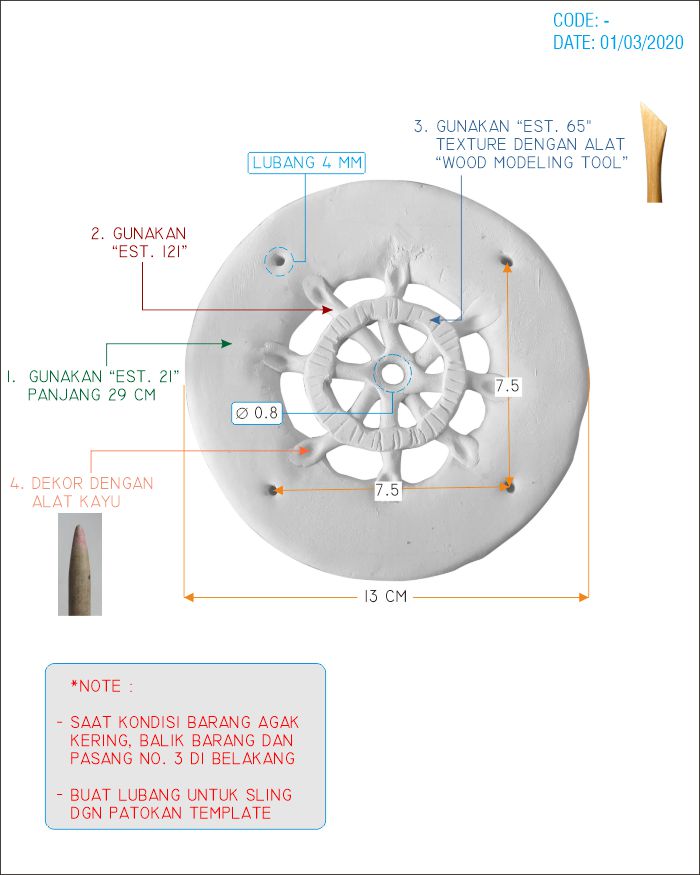 CODE: -
DATE: 01/03/2020
3. GUNAKAN “EST. 65"
TEXTURE DENGAN ALAT
“WOOD MODELING TOOL”
LUBANG 4 MM
2. GUNAKAN
“EST. 121”
1. GUNAKAN “EST. 21”
PANJANG 29 CM
7.5
∅ 0.8
4. DEKOR DENGAN
ALAT KAYU
7.5
13 CM
*NOTE :
- SAAT KONDISI BARANG AGAK
KERING, BALIK BARANG DAN
PASANG NO. 3 DI BELAKANG
- BUAT LUBANG UNTUK SLING
DGN PATOKAN TEMPLATE